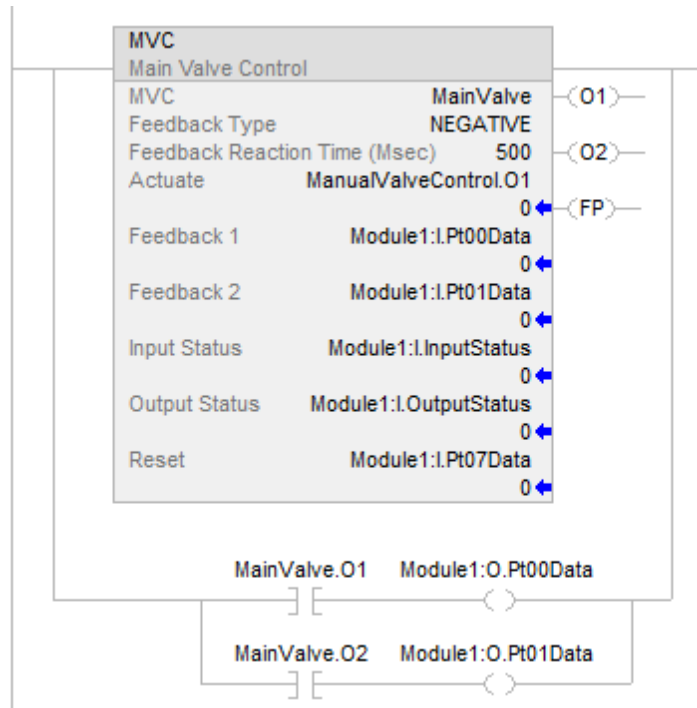 MVC
Main Valve Control
MVC MainValve O1
Feedback Type NEGATIVE
Feedback Reaction Time (Msec) 500 O2
Actuate ManualValveControl.O1
0 FP
Feedback 1 Module1:I.Pt00Data
0
Feedback 2 Module1:I.Pt01Data
0
Input Status Module1:I.InputStatus
0
Output Status Module1:I.OutputStatus
0
Reset Module1:I.Pt07Data
0
MainValve.O1 Module1:O.Pt00Data
MainValve.O2 Module1:O.Pt01Data